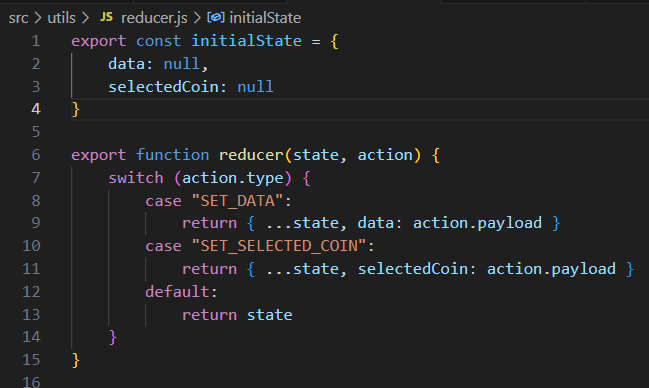 src > utils > JS reducer.js > initialState
1 export const initialState = {
2     data: null,
3     selectedCoin: null
4 }
5
6 export function reducer(state, action) {
7     switch (action.type) {
8         case "SET_DATA":
9             return { ...state, data: action.payload }
10         case "SET_SELECTED_COIN":
11             return { ...state, selectedCoin: action.payload }
12         default:
13             return state
14     }
15 }
16